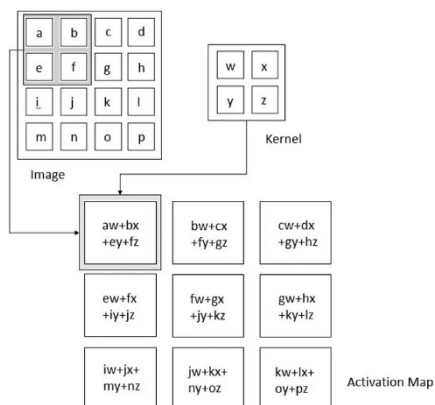 a b c d
e f g h
i j k l
m n o p
Image
w x
y z
Kernel
aw+bx
+ey+fz
bw+cx
+fy+gz
cw+dx
+gy+hz
ew+fx
+iy+jz
fw+gx
+jy+kz
gw+hx
+ky+lz
iw+jx+
my+nz
jw+kx+
ny+oz
kw+lx+
oy+pz
Activation Map